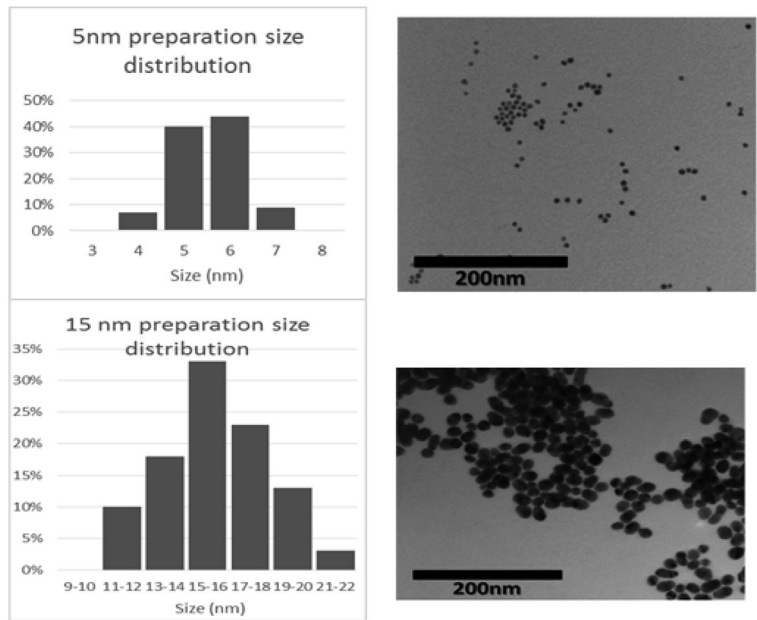 5nm preparation size
distribution
50%
40%
30%
20%
10%
0%
3 4 5 6 7 8
Size (nm)
200nm
15 nm preparation size
distribution
35%
30%
25%
20%
15%
10%
5%
0%
9-10 11-12 13-14 15-16 17-18 19-20 21-22
Size (nm)
200nm